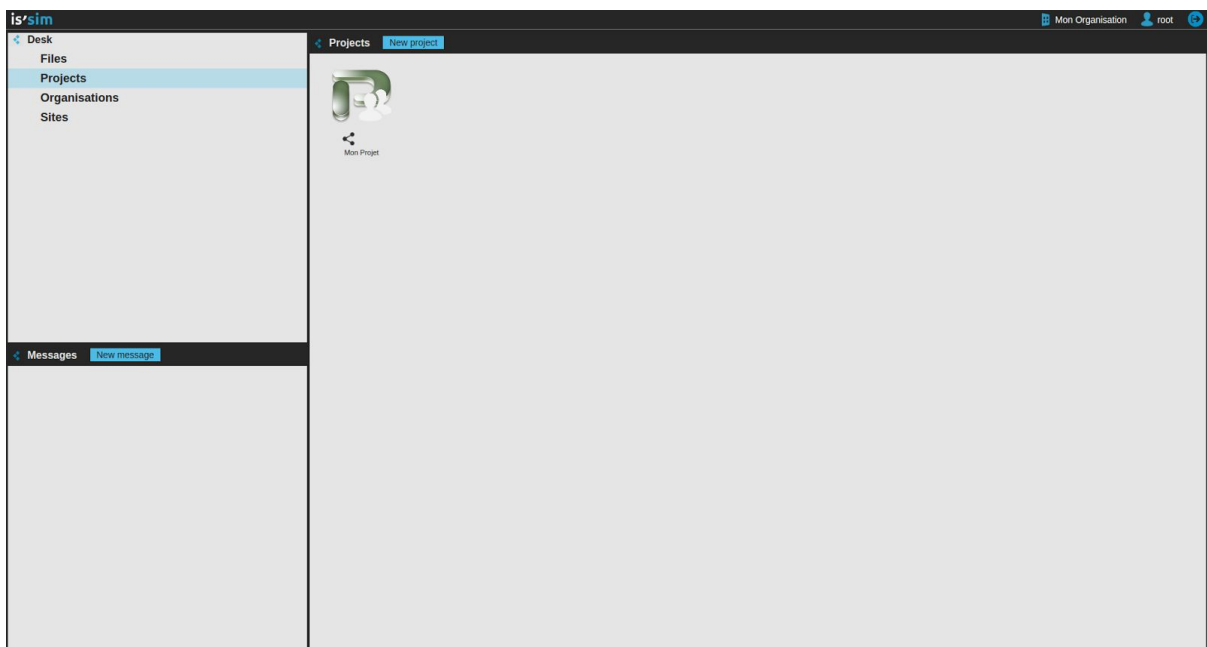 is'sim
Mon Organisation root
Desk
Files
Projects
Organisations
Sites
Projects New project
Mon Projet
Messages New message